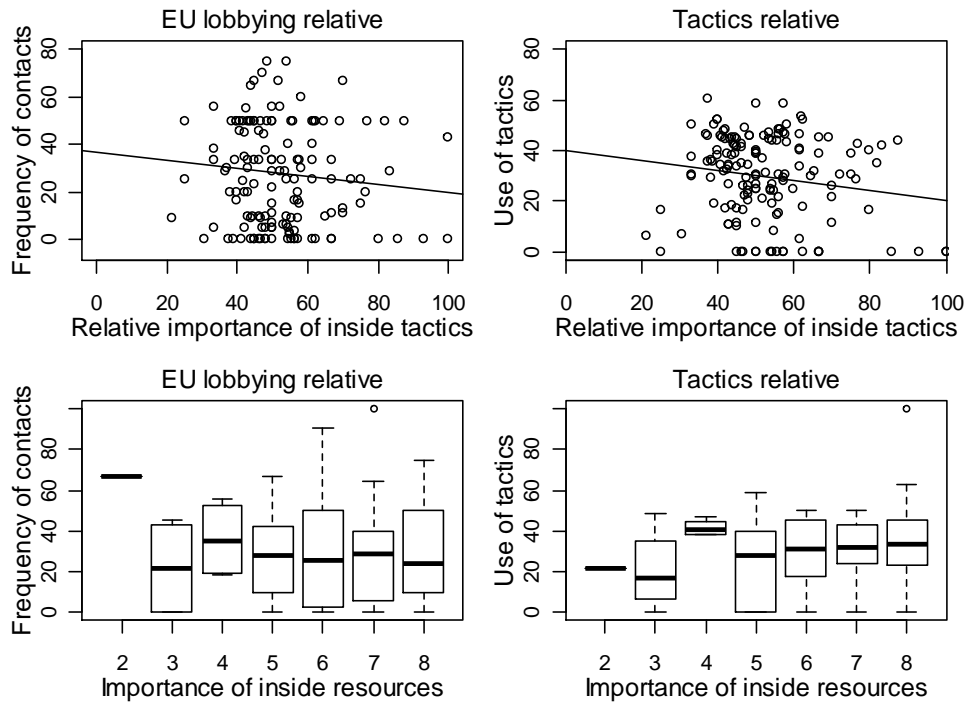 EU lobbying relative
Frequency of contacts
80
60
40
20
0
0 20 40 60 80 100
Relative importance of inside tactics
Tactics relative
Use of tactics
80
60
40
20
0
0 20 40 60 80 100
Relative importance of inside tactics
EU lobbying relative
Frequency of contacts
80
60
40
20
0
2 3 4 5 6 7 8
Importance of inside resources
Tactics relative
Use of tactics
80
60
40
20
0
2 3 4 5 6 7 8
Importance of inside resources